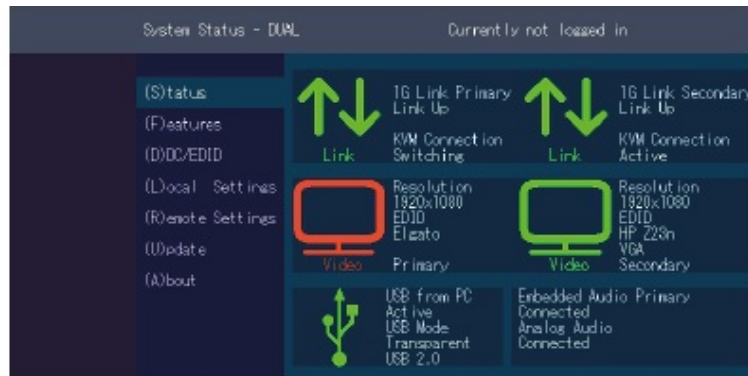 System Status - DUAL
Currently not logged in
(S)tatus
(F)eatures
(D)DC/EDID
(L)ocal Settings
(R)emote Settings
(U)pdate
(A)bout
1G Link Primary
Link Up
KVM Connection
Switching
Link
1G Link Secondary
Link Up
KVM Connection
Active
Link
Resolution
1920x1080
EDID
Elgato
Primary
Video
Resolution
1920x1080
EDID
HP Z23n
VGA
Secondary
Video
USB from PC
Active
USB Mode
Transparent
USB 2.0
Embedded Audio Primary
Connected
Analog Audio
Connected